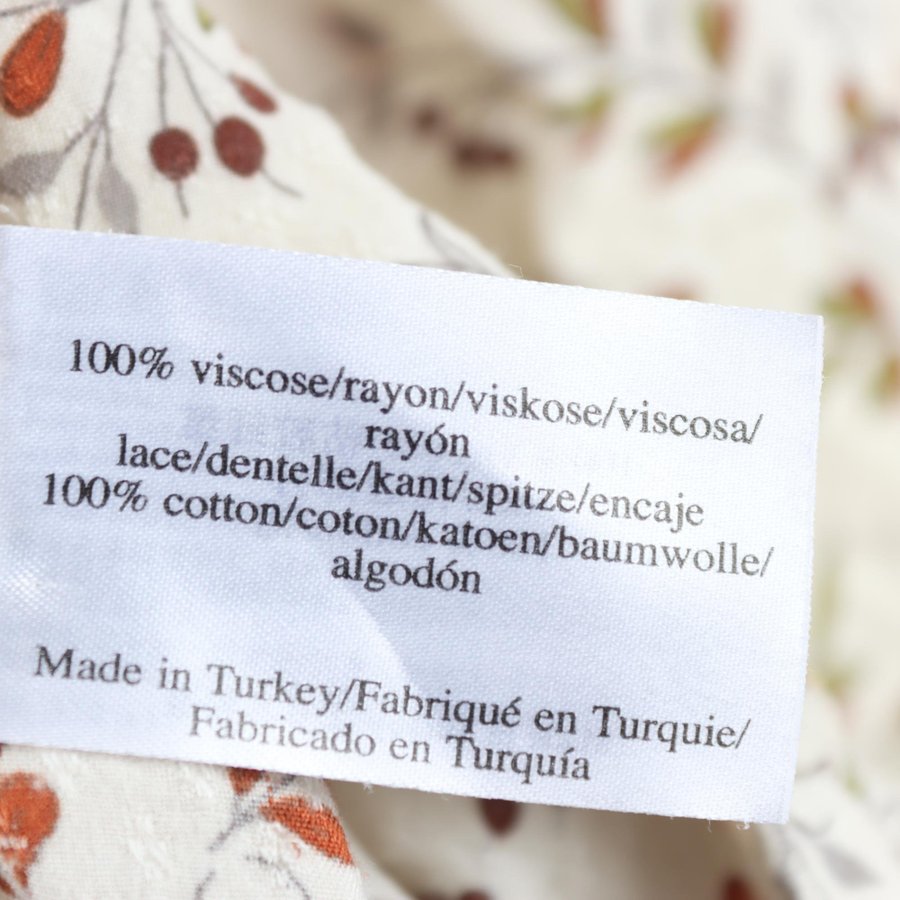 100% viscose/rayon/viskose/viscosa/
rayón
lace/dentelle/kant/spitze/encaje
100% cotton/coton/katoen/baumwolle/
algodón
Made in Turkey/Fabriqué en Turquie/
Fabricado en Turquía